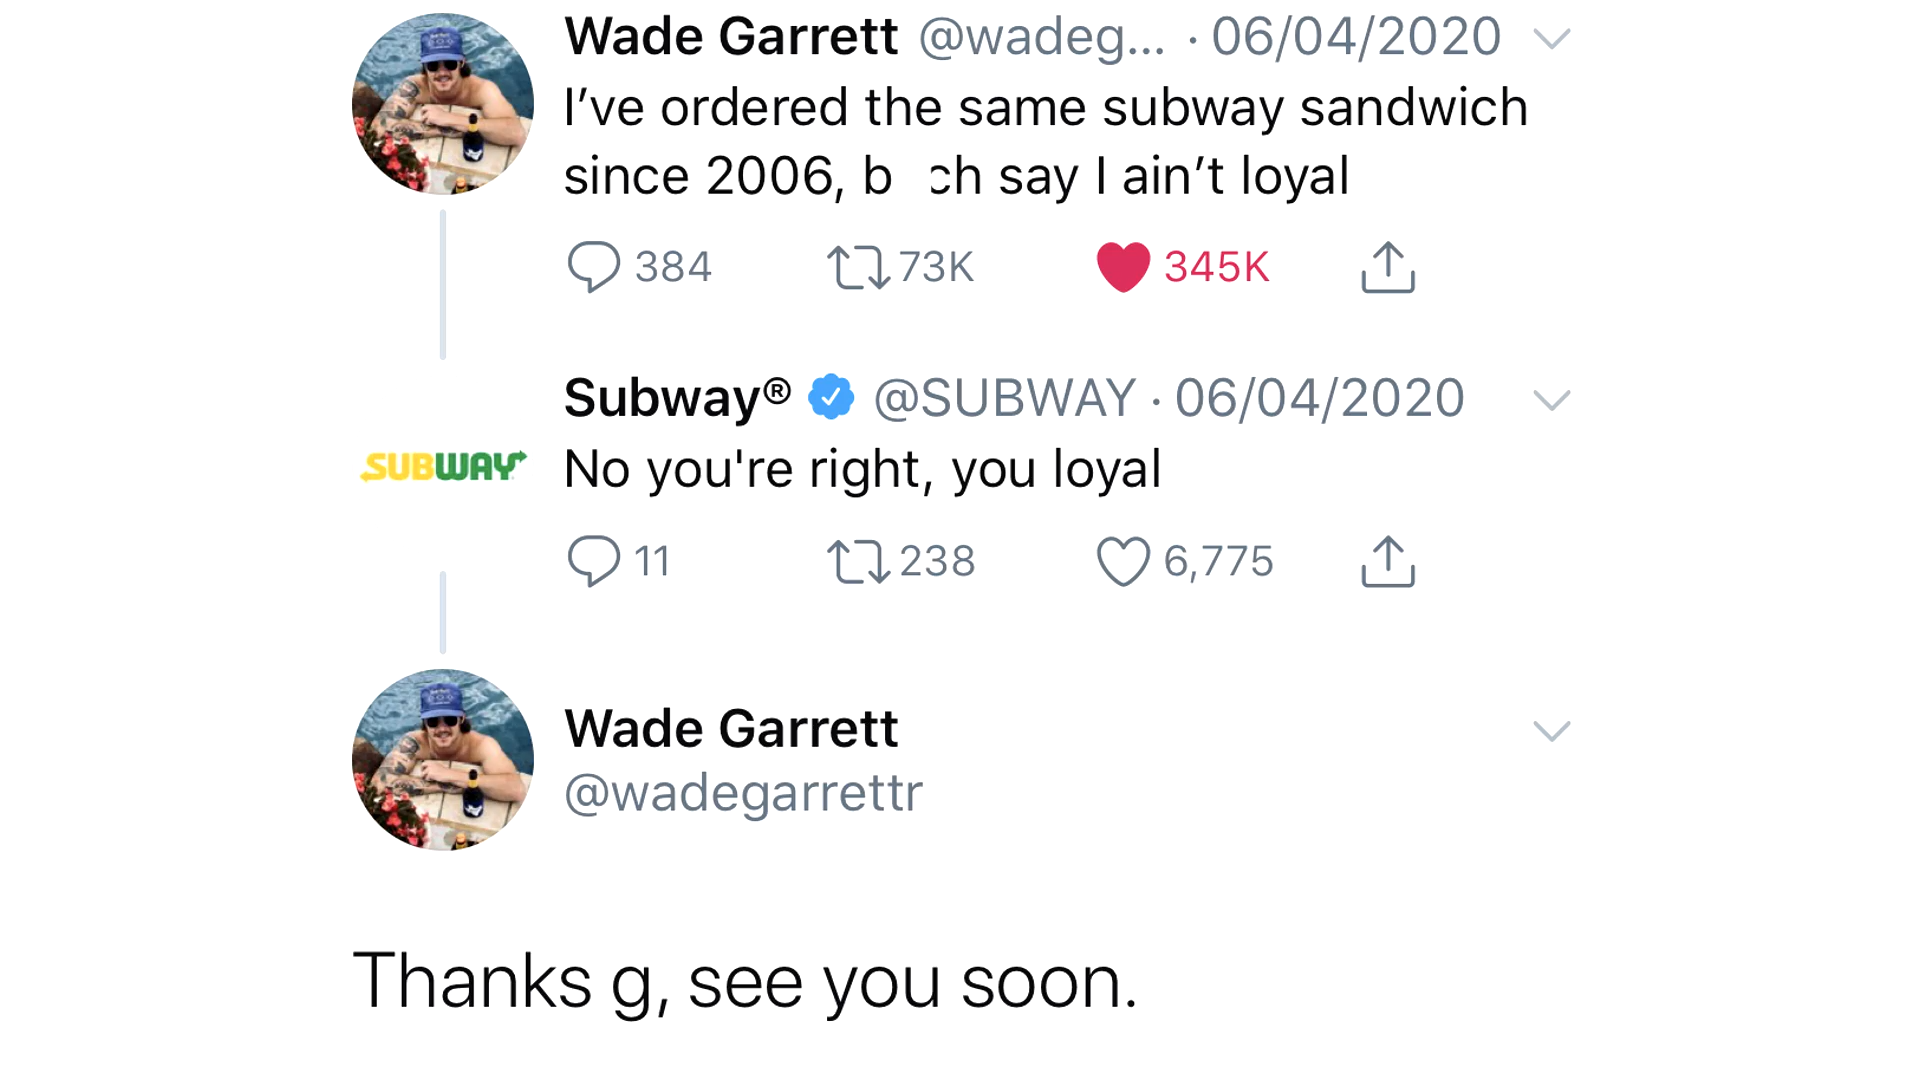 Wade Garrett @wadeg... · 06/04/2020
I’ve ordered the same subway sandwich
since 2006, b ch say I ain’t loyal
384 73K 345K
Subway® @SUBWAY · 06/04/2020
SUBWAY
No you're right, you loyal
11 238 6,775
Wade Garrett
@wadegarrettr
Thanks g, see you soon.